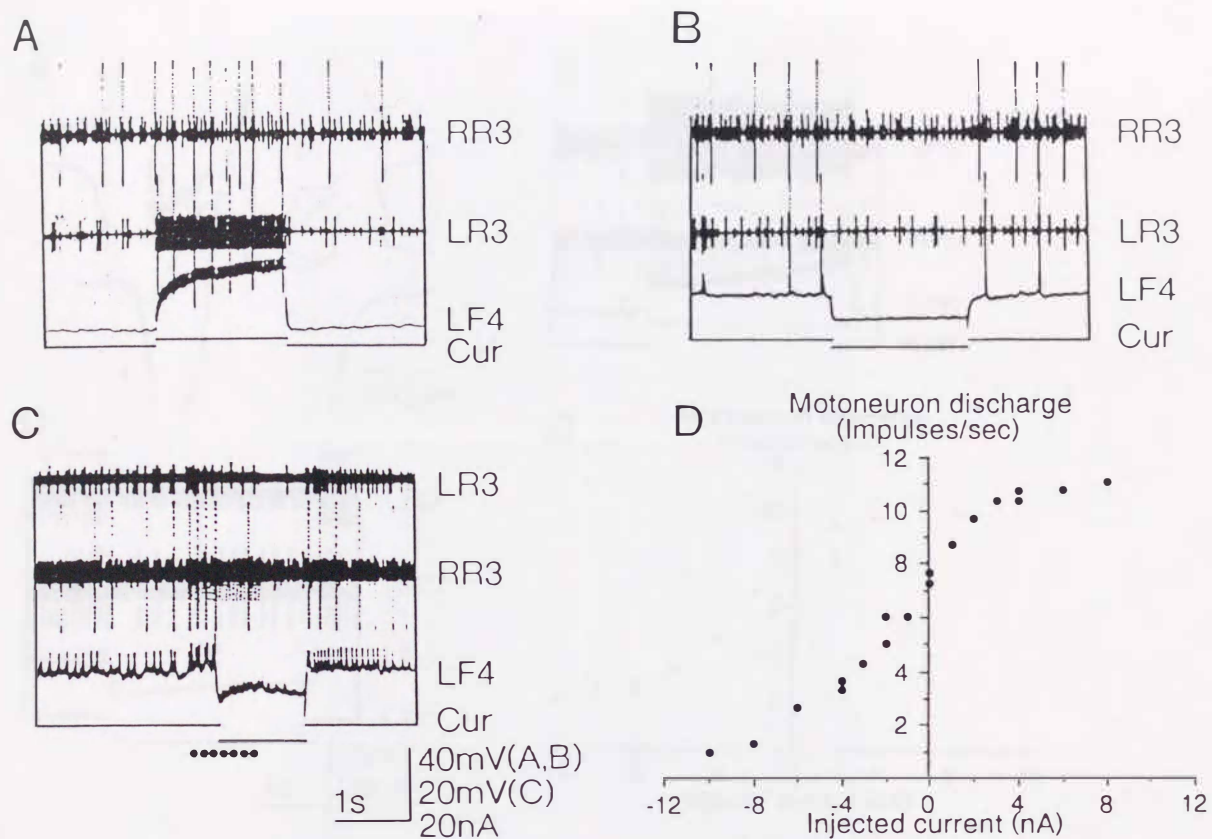 A
RR3
LR3
LF4
Cur
B
RR3
LR3
LF4
Cur
C
LR3
RR3
LF4
Cur
1S
40mV(A,B)
20mV(C)
20nA
D
Motoneuron discharge
(Impulses/sec)
12
10
8
6
4
2
-12 -8 -4 0 4 8 12
Injected current (nA)